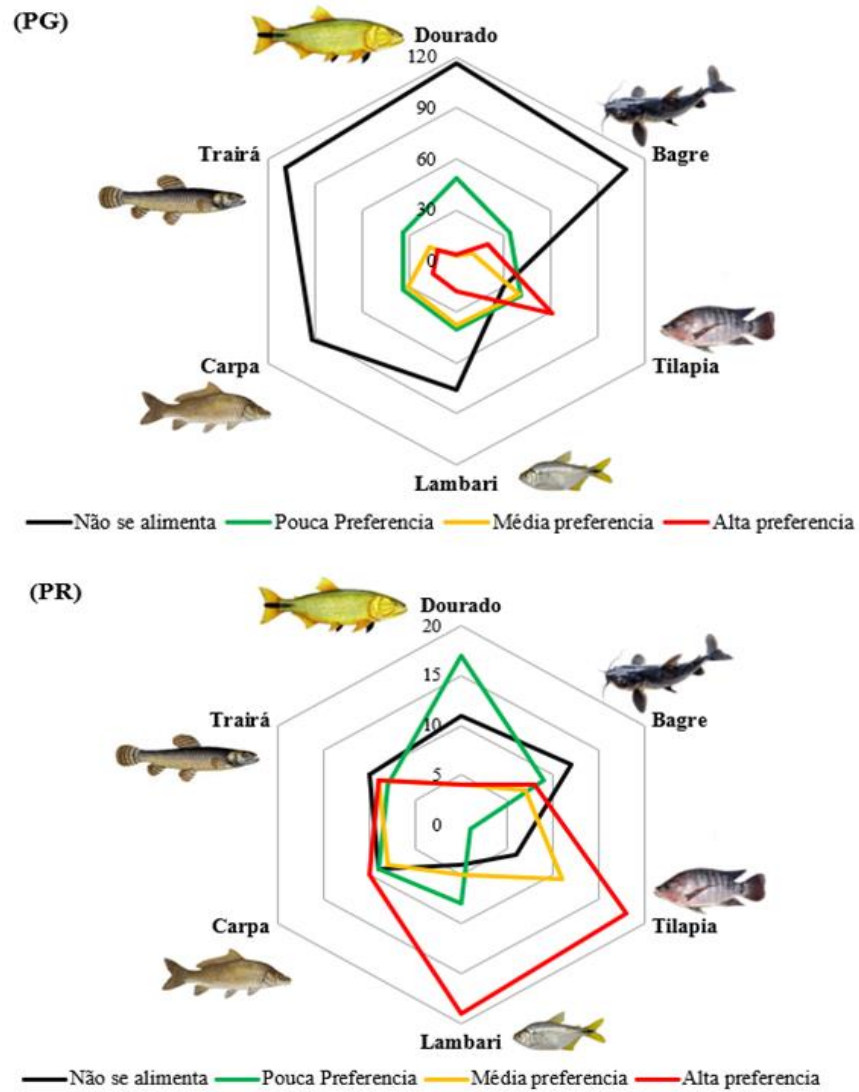 (PG)
Dourado
120
90
60
30
0
Bagre
Trairá
Tilapia
Carpa
Lambari
Não se alimenta Pouca Preferencia Média preferencia Alta preferencia
(PR)
Dourado
20
15
10
5
0
Bagre
Trairá
Tilapia
Carpa
Lambari
Não se alimenta Pouca Preferencia Média preferencia Alta preferencia